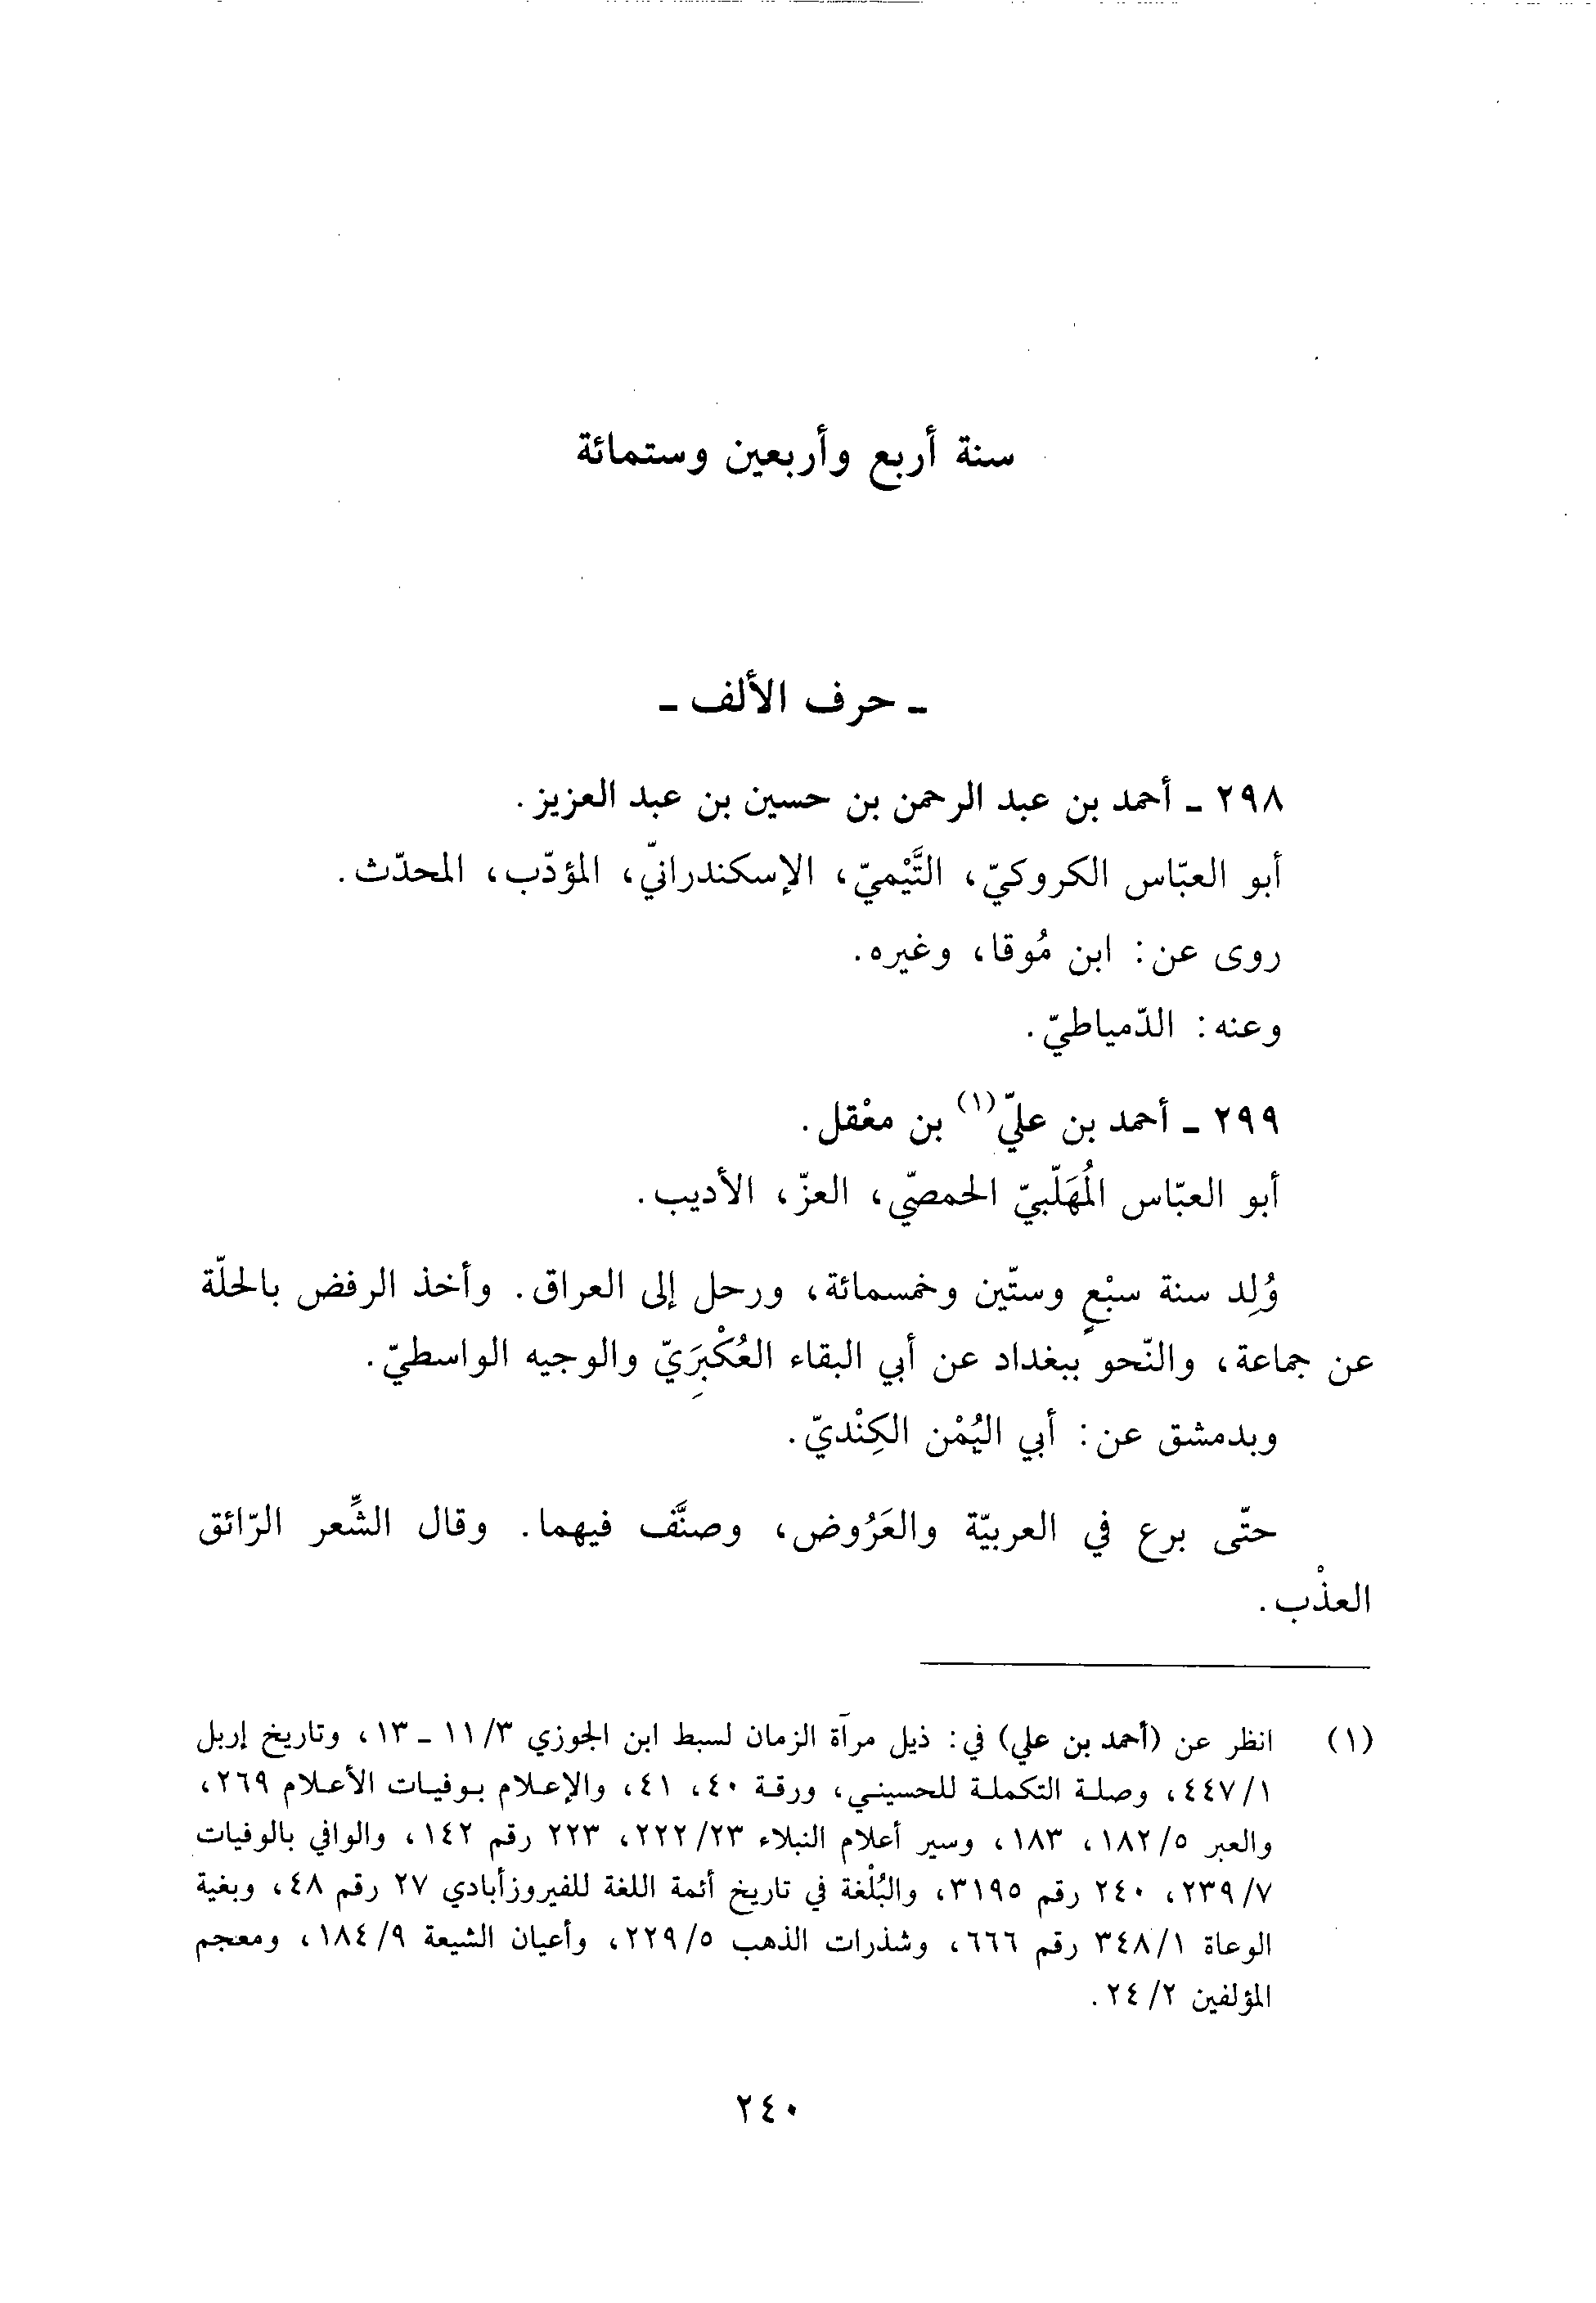 سنة أربع وأربعين وستمائة
ـ حرف الألف ـ
٢٩٨ ـ أحمد بن عبد الرحمن بن حسين بن عبد العزيز.
أبو العبّاس الكروكيّ، التَّيْميّ، الإسكندرانيّ، المؤدّب، المحدّث.
روى عن: ابن مُوقا، وغيره.
وعنه: الدّمياطيّ.
٢٩٩ ـ أحمد بن عليّ(١) بن معْقل.
أبو العبّاس المُهَلّبيّ الحمصّي، العزّ، الأديب.
وُلِد سنة سبْعٍ وستّين وخمسمائة، ورحل إلى العراق. وأخذ الرفض بالحلّة
عن جماعة، والنّحو ببغداد عن أبي البقاء العُكْبَرِيّ والوجيه الواسطيّ.
وبدمشق عن: أبي اليُمْن الكِنْديّ.
حتّى برع في العربيّة والعَرُوض، وصنَّف فيهما. وقال الشِّعر الرّائق
العذْب.
(١) انظر عن (أحمد بن علي) في: ذيل مرآة الزمان لسبط ابن الجوزي ٣/ ١١ ـ ١٣، وتاريخ إربل
١/ ٤٤٧، وصلة التكملة للحسيني، ورقة ٤٠، ٤١، والإعلام بوفيات الأعلام ٢٦٩،
والعبر ٥/ ١٨٢، ١٨٣، وسير أعلام النبلاء ٢٣/ ٢٢٢، ٢٢٣ رقم ١٤٢، والوافي بالوفيات
٧/ ٢٣٩، ٢٤٠ رقم ٣١٩٥، والبُلْغة في تاريخ أئمة اللغة للفيروزأبادي ٢٧ رقم ٤٨، وبغية
الوعاة ١/ ٣٤٨ رقم ٦٦٦، وشذرات الذهب ٥/ ٢٢٩، وأعيان الشيعة ٩/ ١٨٤، ومعجم
المؤلفين ٢/ ٢٤.
٢٤٠